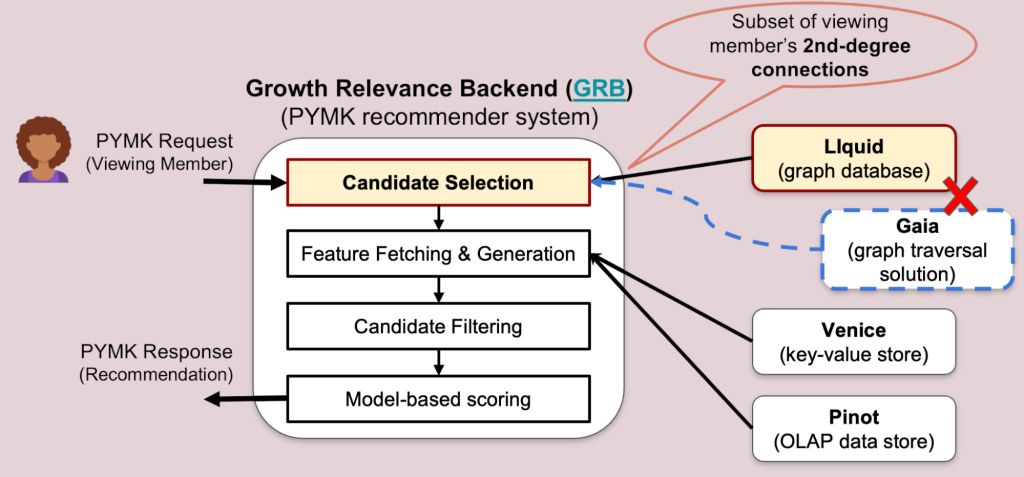 Subset of viewing
member's 2nd-degree
connections
Growth Relevance Backend (GRB)
(PYMK recommender system)
PYMK Request
(Viewing Member)
Candidate Selection
LIquid
(graph database)
Gaia
(graph traversal
solution)
Feature Fetching & Generation
Candidate Filtering
Venice
(key-value store)
PYMK Response
(Recommendation)
Model-based scoring
Pinot
(OLAP data store)